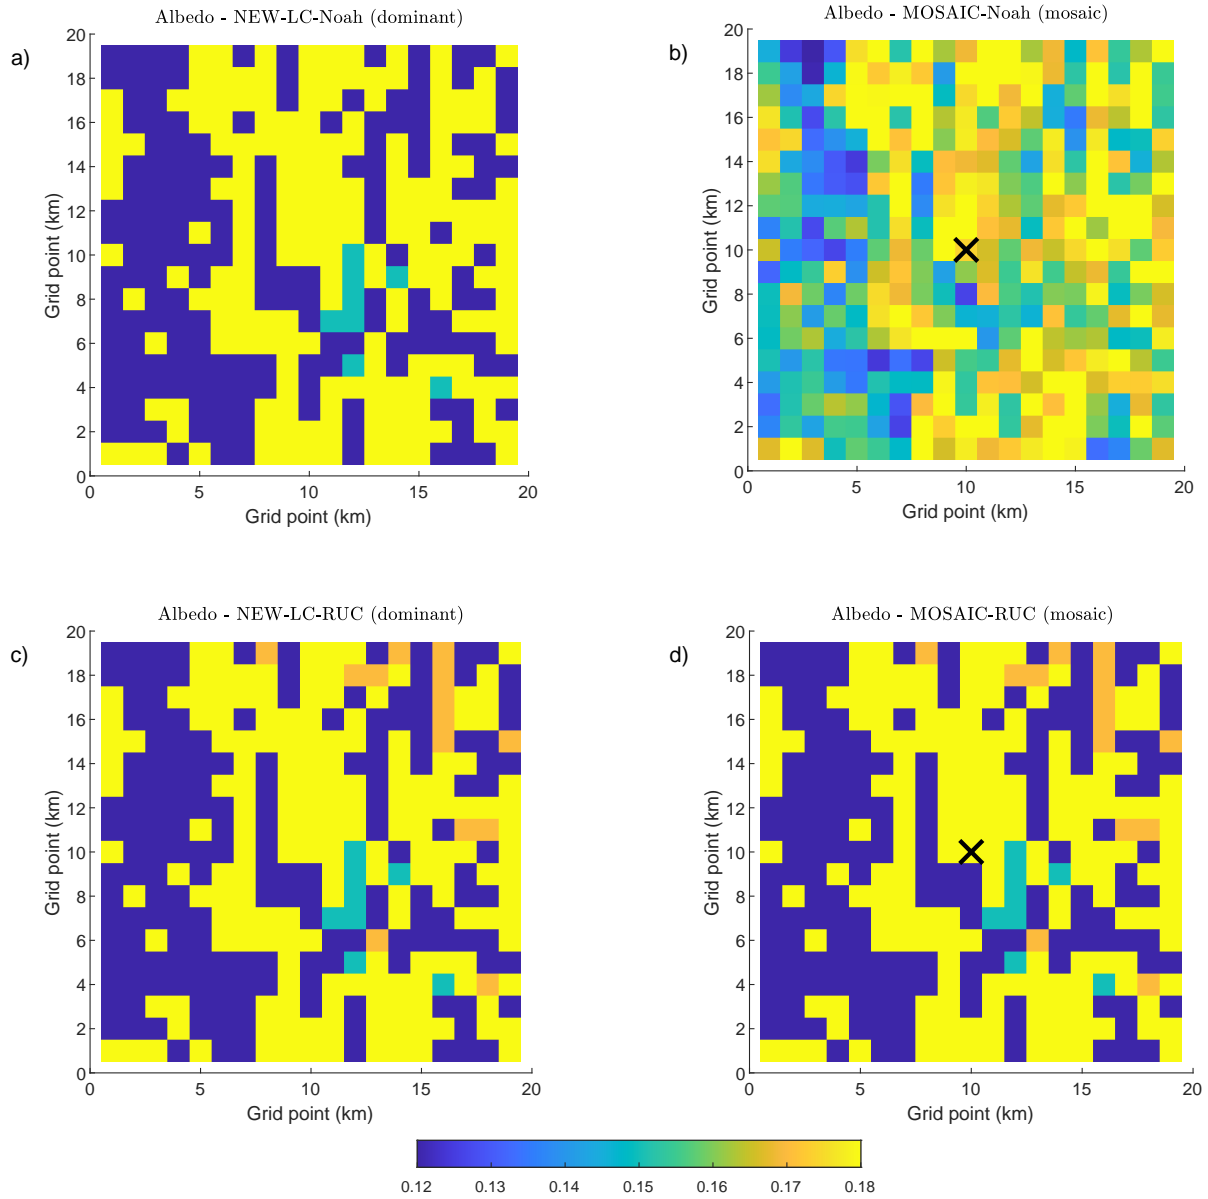 Albedo - NEW-LC-Noah (dominant)
a)
20
18
16
14
12
10
8
6
4
2
0
Grid point (km)
0 5 10 15 20
Grid point (km)
Albedo - MOSAIC-Noah (mosaic)
b)
20
18
16
14
12
10
8
6
4
2
0
Grid point (km)
0 5 10 15 20
Grid point (km)
Albedo - NEW-LC-RUC (dominant)
c)
20
18
16
14
12
10
8
6
4
2
0
Grid point (km)
0 5 10 15 20
Grid point (km)
Albedo - MOSAIC-RUC (mosaic)
d)
20
18
16
14
12
10
8
6
4
2
0
Grid point (km)
0 5 10 15 20
Grid point (km)
0.12 0.13 0.14 0.15 0.16 0.17 0.18